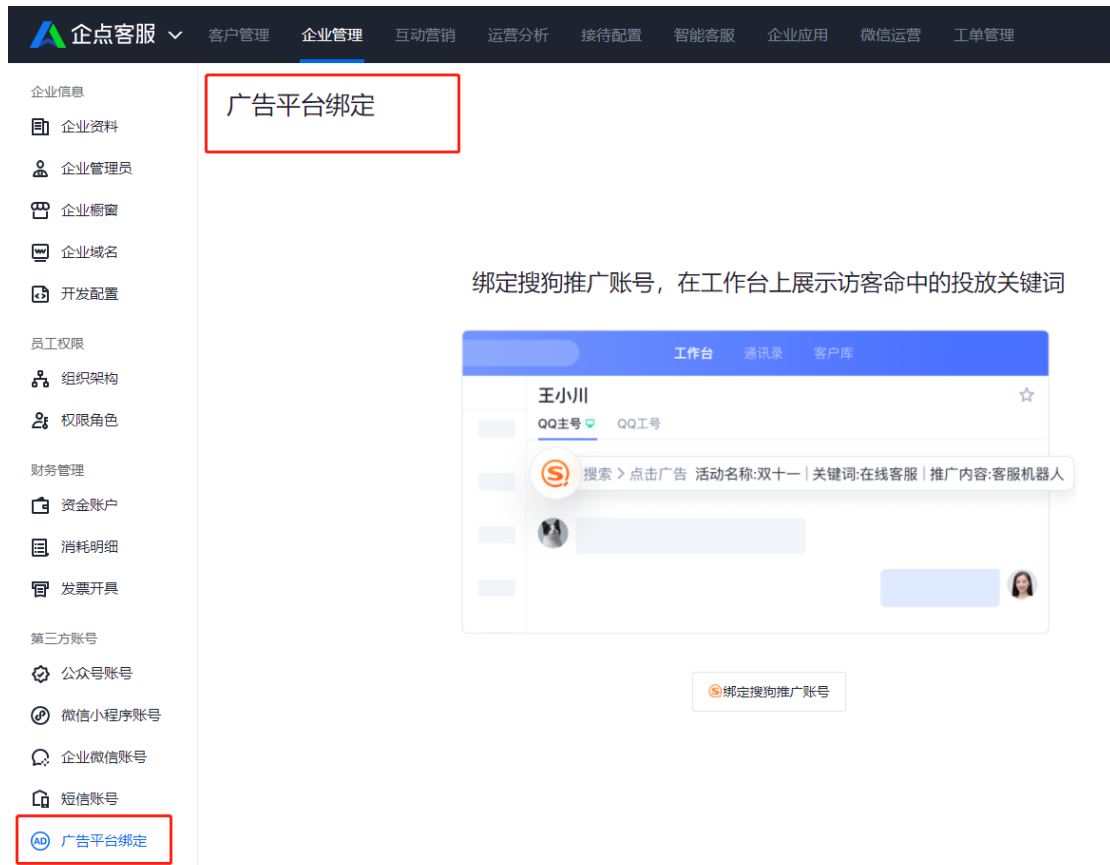 企点客服 客户管理 企业管理 互动营销 运营分析 接待配置 智能客服 企业应用 微信运营 工单管理
企业信息
企业资料
企业管理员
企业橱窗
企业域名
开发配置
员工权限
组织架构
权限角色
财务管理
资金账户
消耗明细
发票开具
第三方账号
公众号账号
微信小程序账号
企业微信账号
短信账号
AD 广告平台绑定
广告平台绑定
绑定搜狗推广账号，在工作台上展示访客命中的投放关键词
工作台 通讯录 客户库
王小川
QQ主号 QQ工号
S 搜索 > 点击广告 活动名称:双十一 | 关键词:在线客服 | 推广内容:客服机器人
S 绑定搜狗推广账号